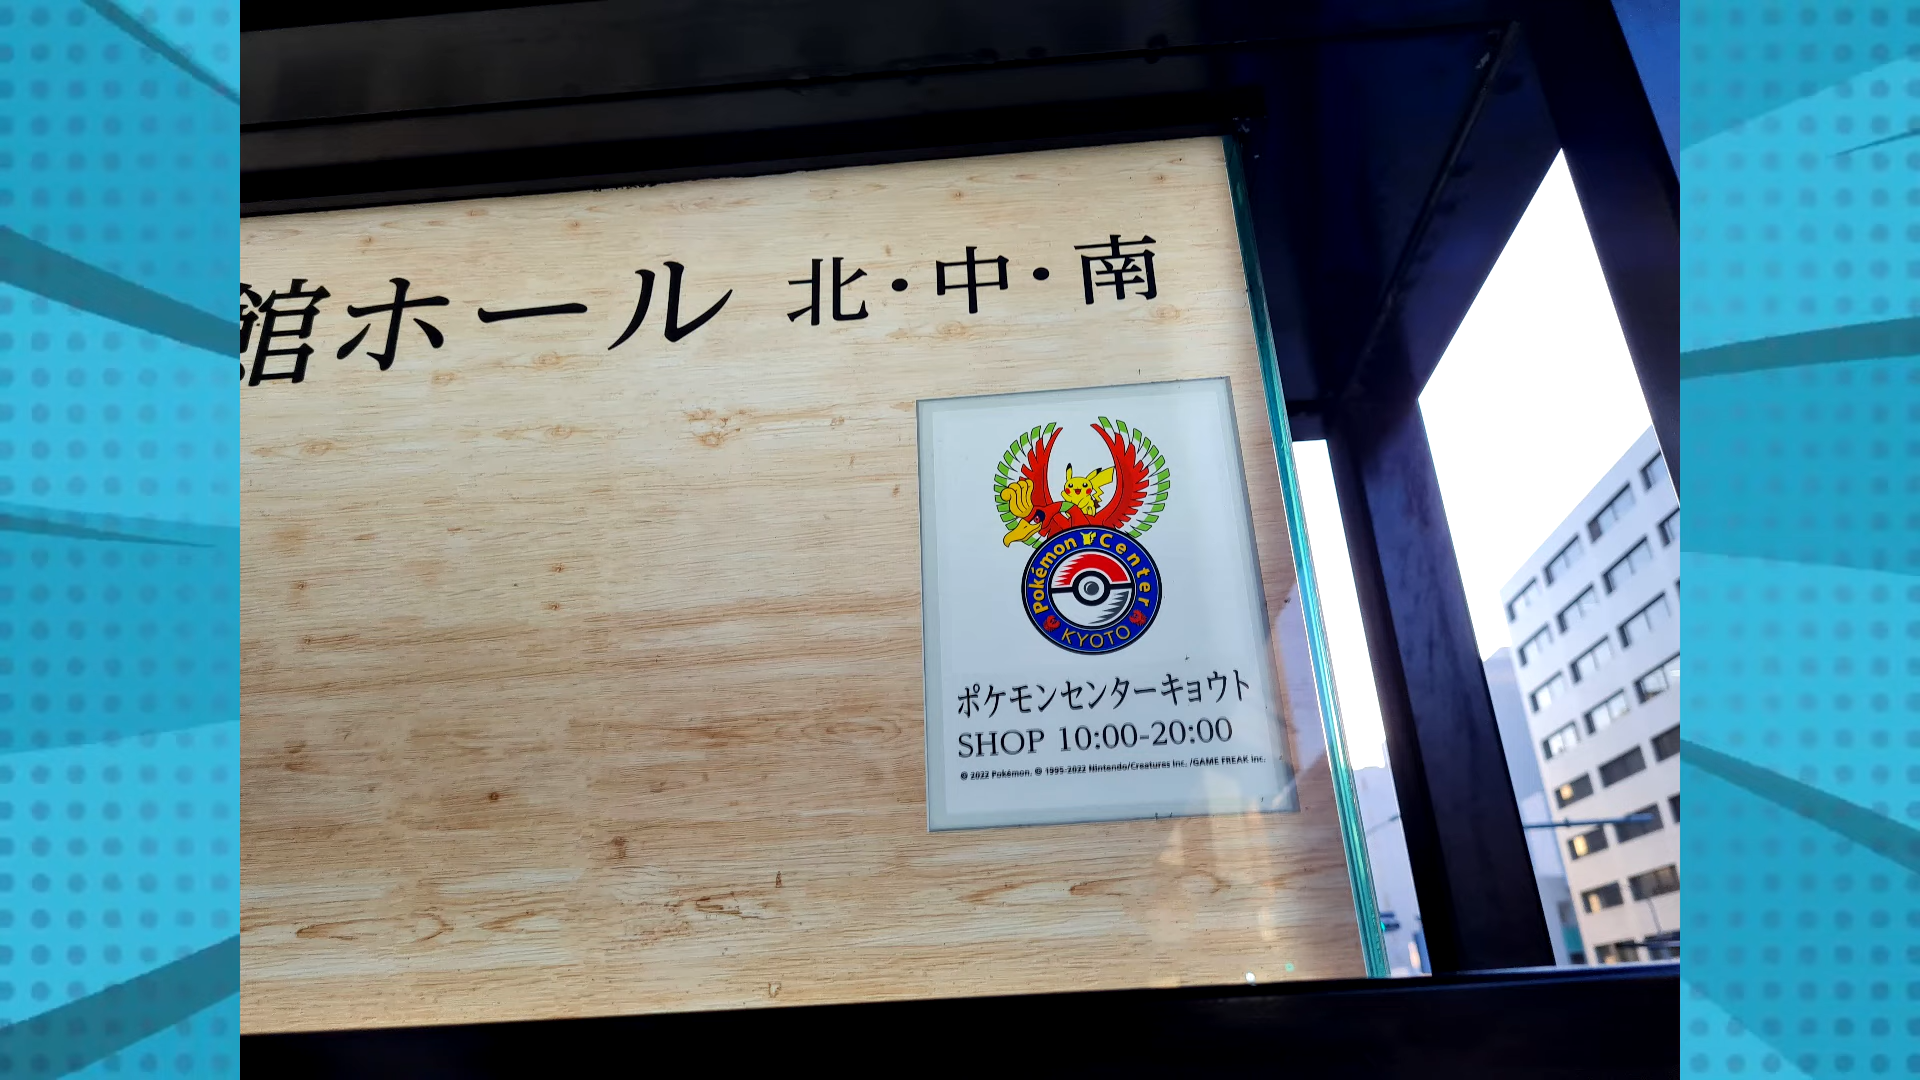 館ホール 北・中・南
Pokémon Center
KYOTO
ポケモンセンターキョウト
SHOP 10:00-20:00
© 2022 Pokémon. © 1995-2022 Nintendo/Creatures Inc. /GAME FREAK inc.